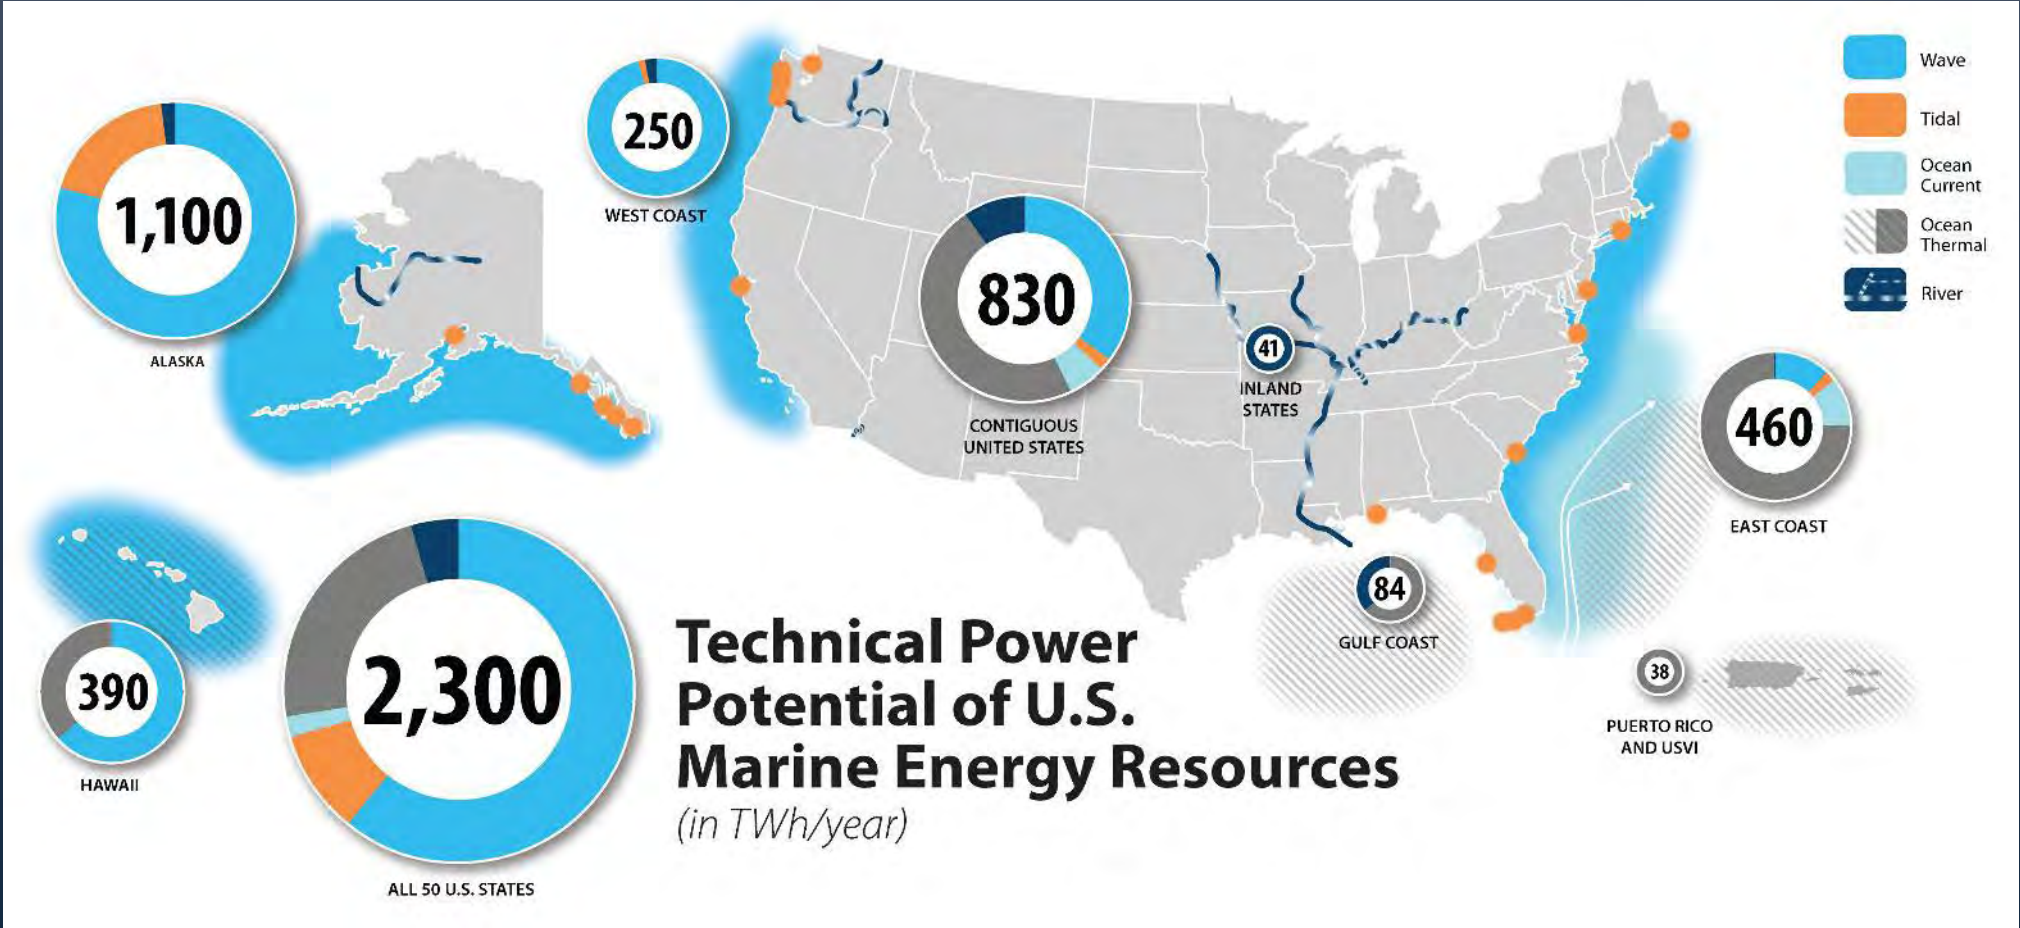 Wave
Tidal
Ocean
Current
Ocean
Thermal
River
1,100
ALASKA
250
WEST COAST
830
CONTIGUOUS
UNITED STATES
41
INLAND
STATES
460
EAST COAST
84
GULF COAST
38
PUERTO RICO
AND USVI
390
HAWAII
2,300
ALL 50 U.S. STATES
Technical Power
Potential of U.S.
Marine Energy Resources
(in TWh/year)